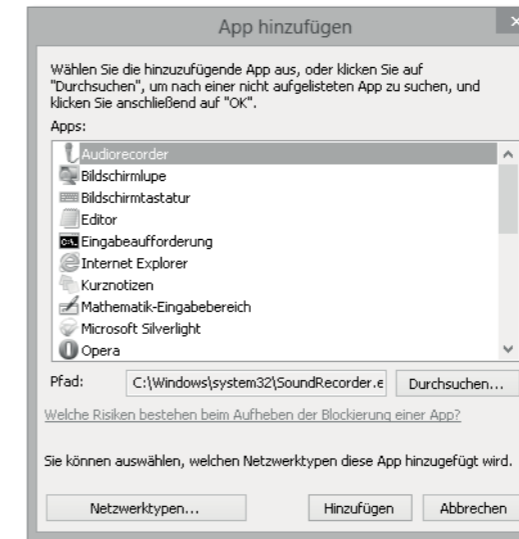 App hinzufügen
Wählen Sie die hinzuzufügende App aus, oder klicken Sie auf
"Durchsuchen", um nach einer nicht aufgelisteten App zu suchen, und
klicken Sie anschließend auf "OK".
Apps:
Audiorecorder
Bildschirmlupe
Bildschirmtastatur
Editor
Eingabeaufforderung
Internet Explorer
Kurznotizen
Mathematik-Eingabebereich
Microsoft Silverlight
Opera
Pfad: C:\Windows\system32\SoundRecorder.e Durchsuchen...
Welche Risiken bestehen beim Aufheben der Blockierung einer App?
Sie können auswählen, welchen Netzwerktypen diese App hinzugefügt wird.
Netzwerktypen... Hinzufügen Abbrechen